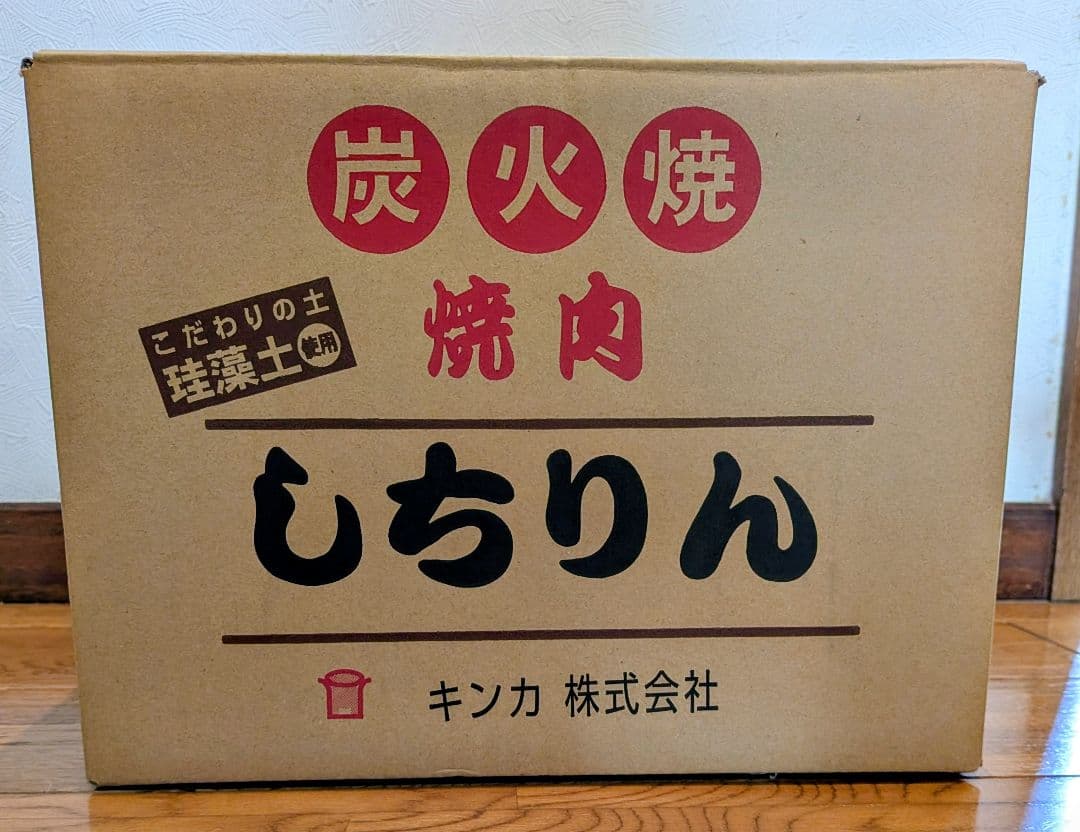 炭火焼
焼肉
こだわりの土
珪藻土使用
しちりん
キンカ 株式会社